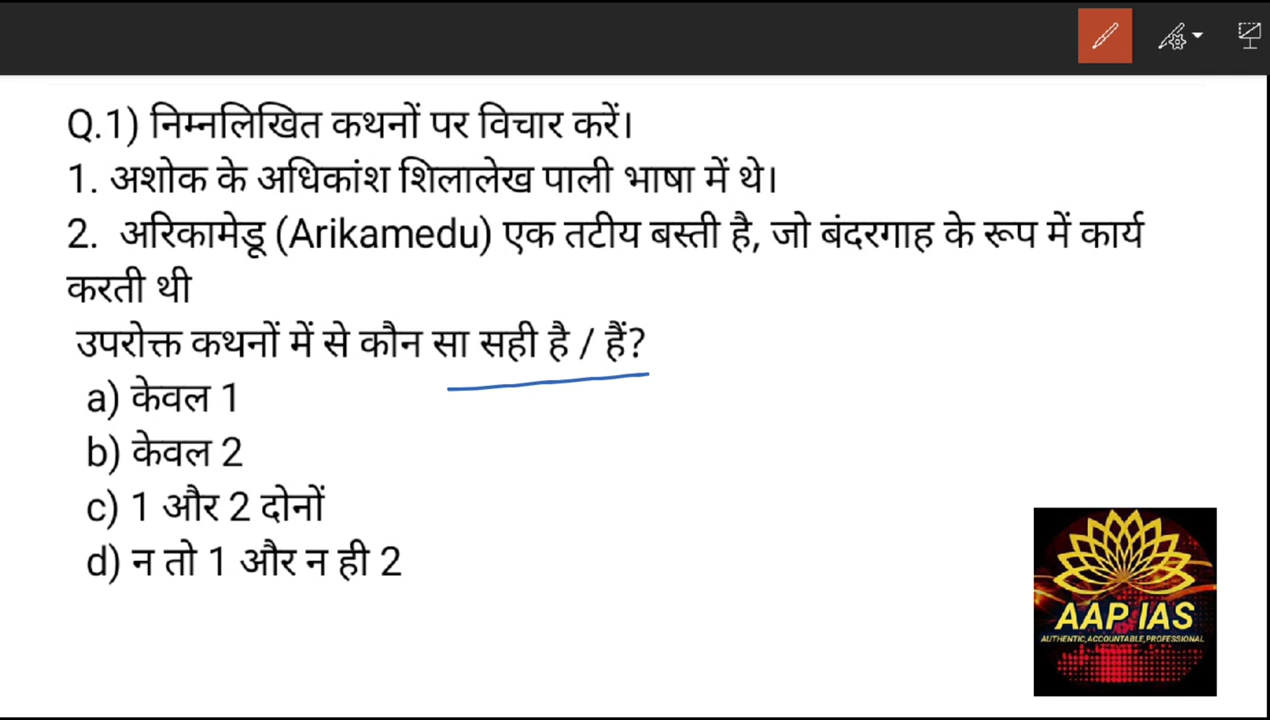 Q.1) निम्नलिखित कथनों पर विचार करें।
1. अशोक के अधिकांश शिलालेख पाली भाषा में थे।
2. अरिकामेडू (Arikamedu) एक तटीय बस्ती है, जो बंदरगाह के रूप में कार्य
करती थी
उपरोक्त कथनों में से कौन सा सही है / हैं?
a) केवल 1
b) केवल 2
c) 1 और 2 दोनों
d) न तो 1 और न ही 2
AAP IAS
AUTHENTIC,ACCOUNTABLE,PROFESSIONAL